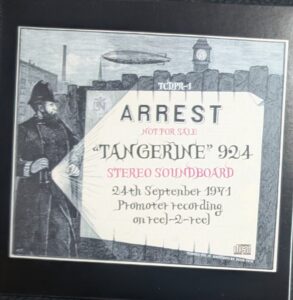 TCDPR-1
ARREST
NOT FOR SALE
"TANGERINE" 924
STEREO SOUNDBOARD
24th September 1971
Promoter recording
on reel-2-reel